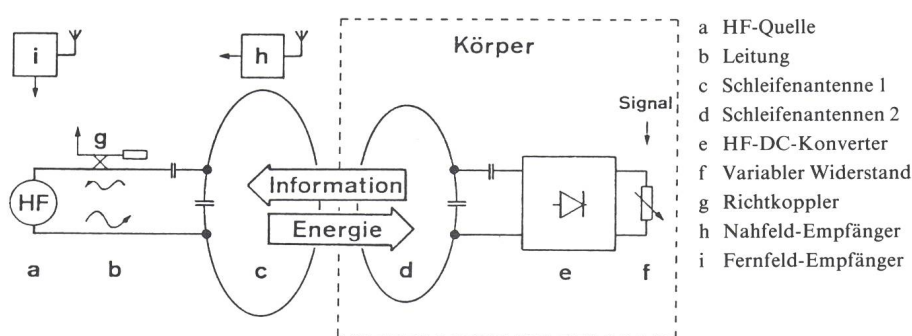 i
h
Körper
Signal
g
HF
Information
Energie
a
b
c
d
e
f
a HF-Quelle
b Leitung
c Schleifenantenne 1
d Schleifenantennen 2
e HF-DC-Konverter
f Variabler Widerstand
g Richtkoppler
h Nahfeld-Empfänger
i Fernfeld-Empfänger